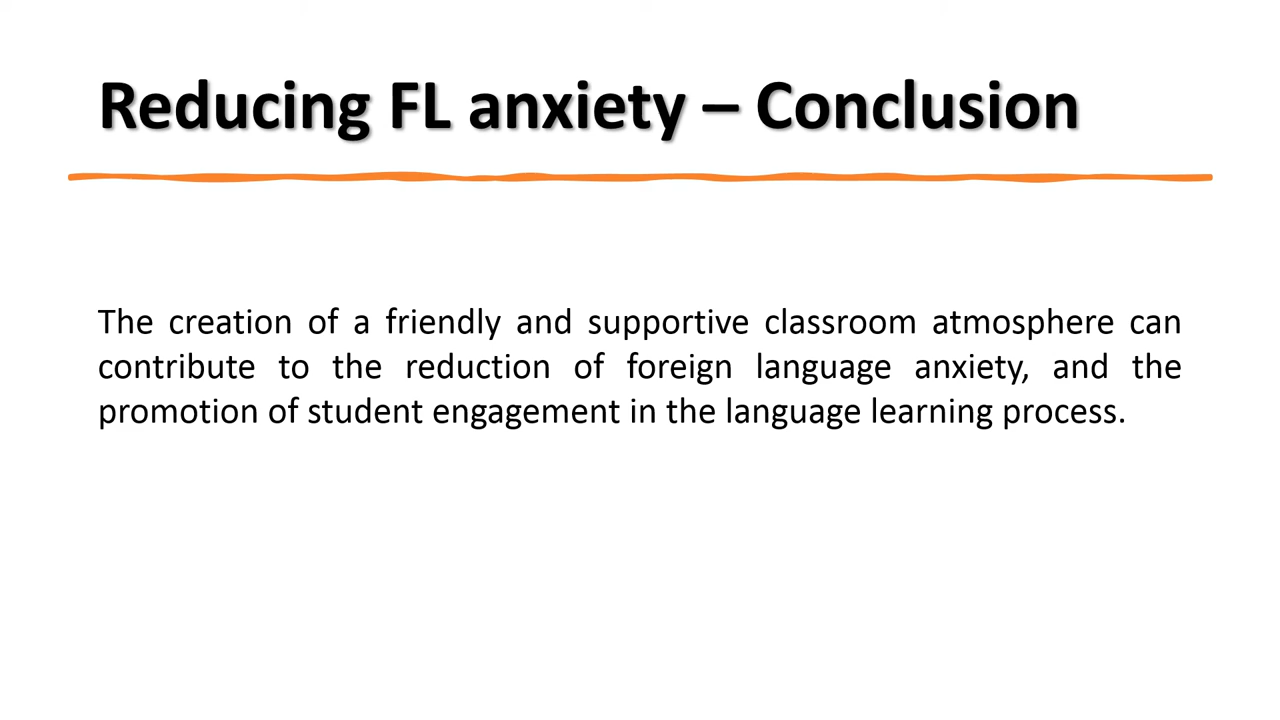 Reducing FL anxiety – Conclusion
The creation of a friendly and supportive classroom atmosphere can
contribute to the reduction of foreign language anxiety, and the
promotion of student engagement in the language learning process.